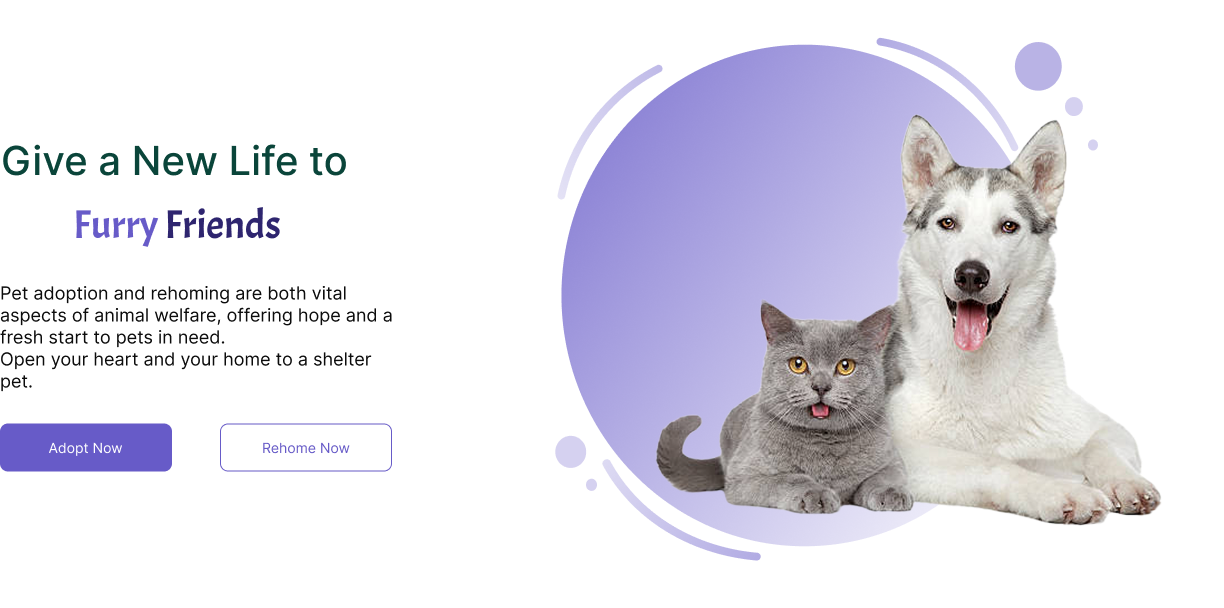 Give a New Life to
Furry Friends
Pet adoption and rehoming are both vital
aspects of animal welfare, offering hope and a
fresh start to pets in need.
Open your heart and your home to a shelter
pet.
Adopt Now
Rehome Now